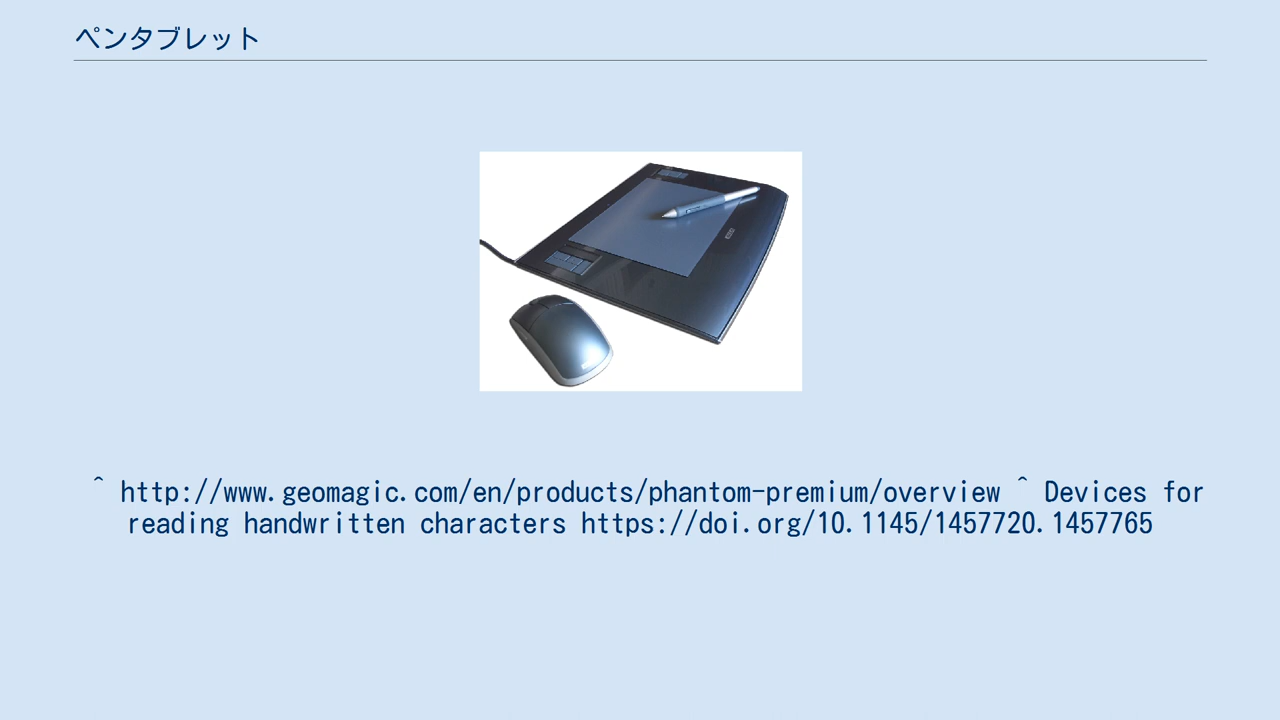 ペンタブレット
^ http://www.geomagic.com/en/products/phantom-premium/overview ^ Devices for
reading handwritten characters https://doi.org/10.1145/1457720.1457765